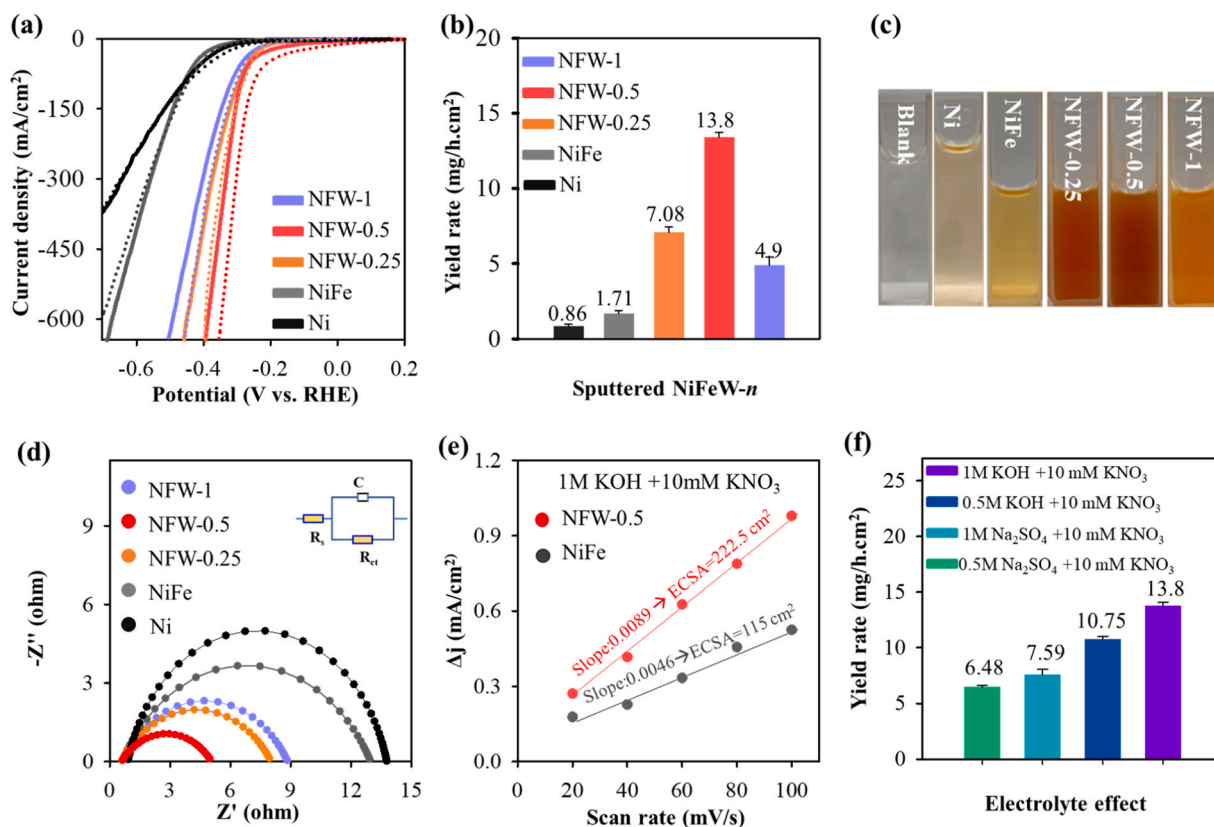 (a)
0
-150
-300
-450
-600
Current density (mA/cm²)
-0.6
-0.4
-0.2
0.0
0.2
Potential (V vs. RHE)
NFW-1
NFW-0.5
NFW-0.25
NiFe
Ni
(b)
20
15
10
5
0
Yield rate (mg/h.cm²)
NFW-1
NFW-0.5
NFW-0.25
NiFe
Ni
0.86
1.71
7.08
13.8
4.9
Sputtered NiFeW-n
(c)
Blank
Ni
NiFe
NFW-0.25
NFW-0.5
NFW-1
(d)
NFW-1
NFW-0.5
NFW-0.25
NiFe
Ni
C
Rs
Rct
9
6
3
0
-Z'' (ohm)
3
6
9
12
15
Z' (ohm)
(e)
1.2
0.9
0.6
0.3
0.0
Δj (mA/cm²)
1M KOH +10mM KNO₃
NFW-0.5
NiFe
Slope:0.0089 → ECSA=222.5 cm²
Slope:0.0046→ECSA=115 cm²
20
40
60
80
100
Scan rate (mV/s)
(f)
25
20
15
10
5
0
Yield rate (mg/h.cm²)
1M KOH +10 mM KNO₃
0.5M KOH +10 mM KNO₃
1M Na₂SO₄ +10 mM KNO₃
0.5M Na₂SO₄ +10 mM KNO₃
6.48
7.59
10.75
13.8
Electrolyte effect